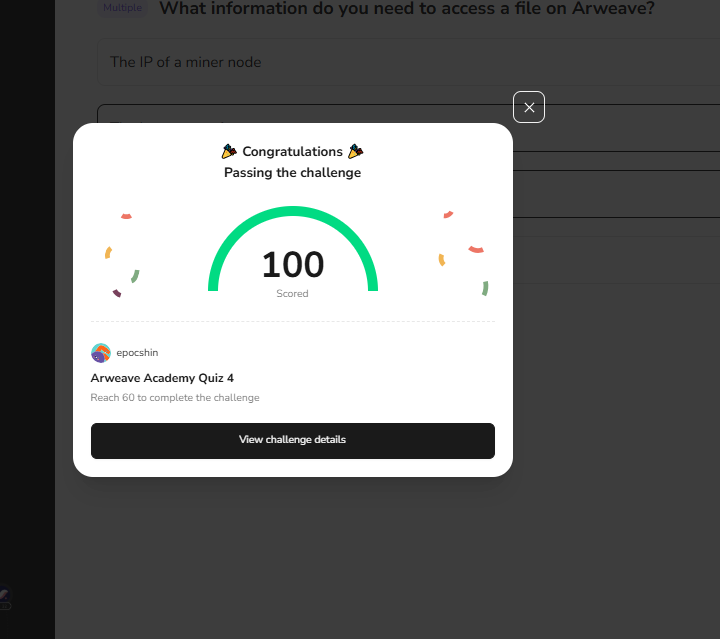 Multiple What information do you need to access a file on Arweave?
The IP of a miner node
Congratulations
Passing the challenge
100
Scored
epocshin
Arweave Academy Quiz 4
Reach 60 to complete the challenge
View challenge details